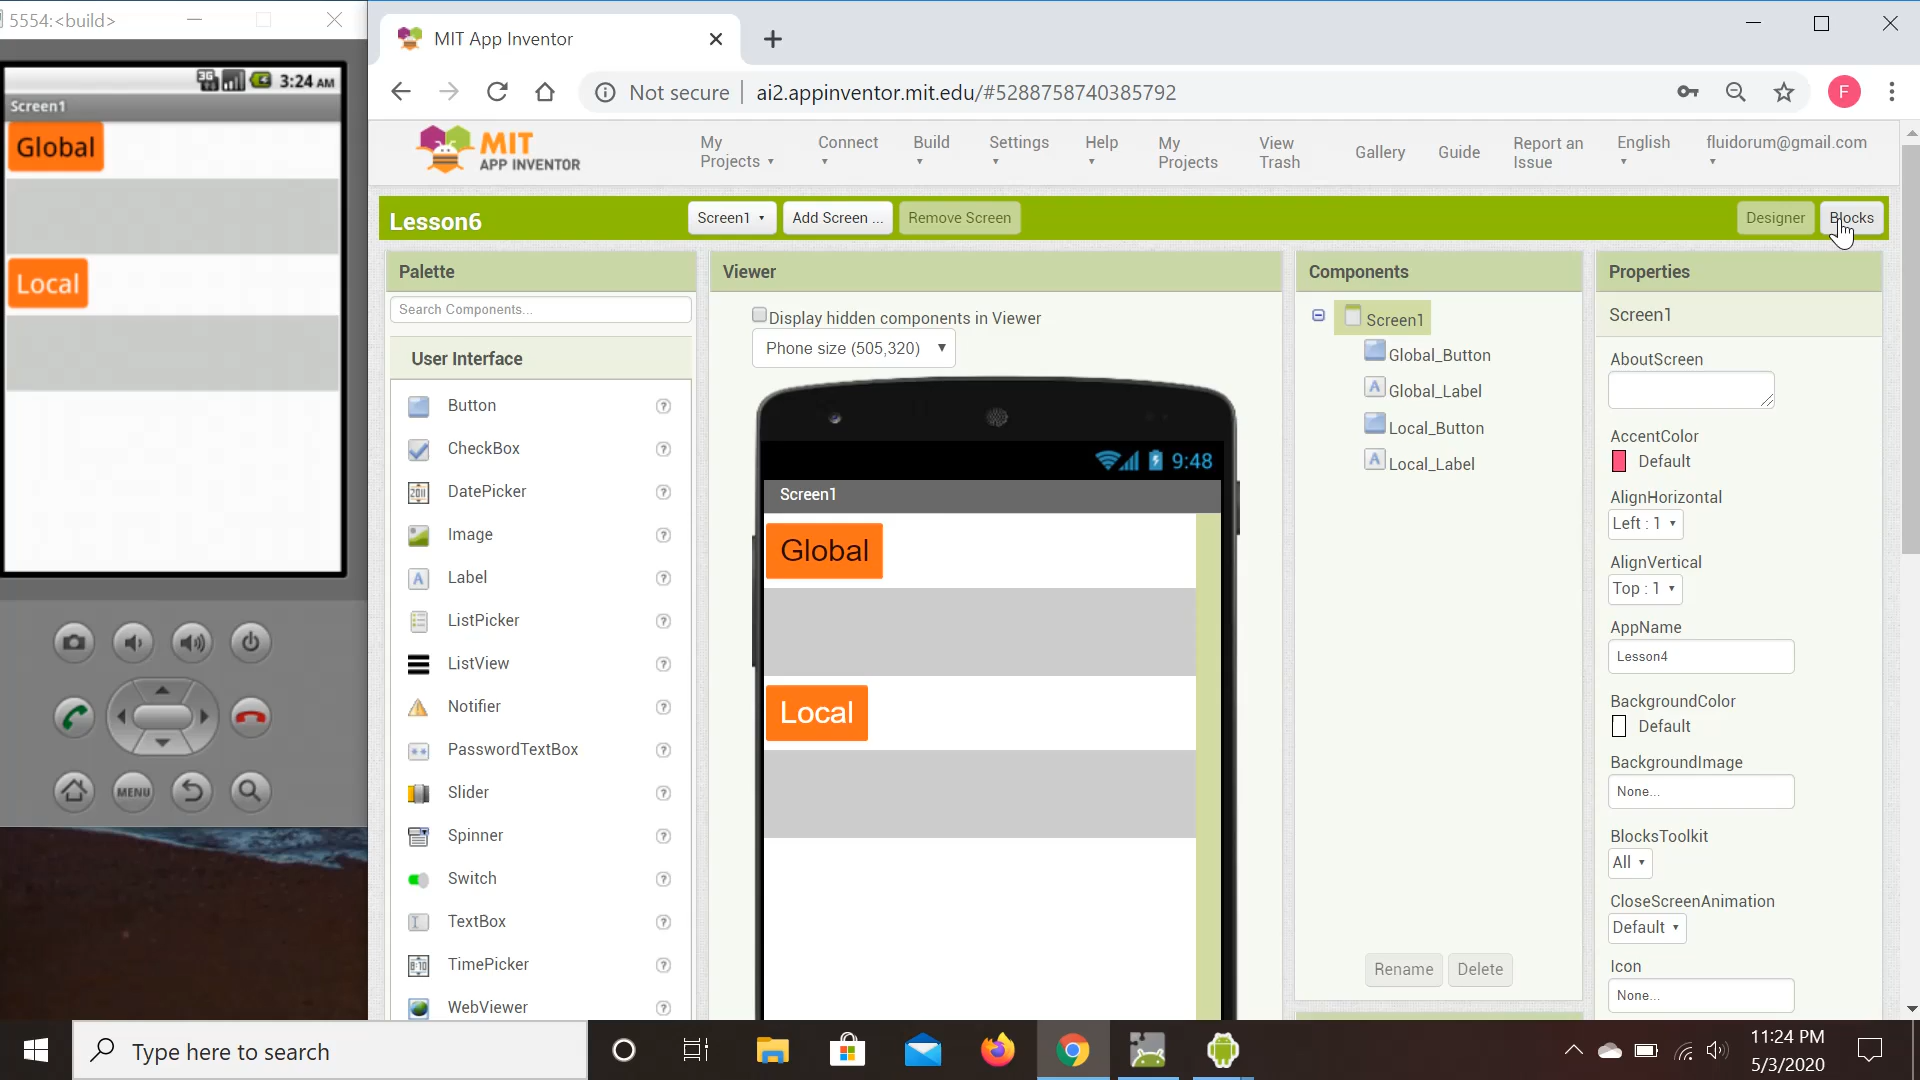 5554:<build>
3G
3:24 AM
Screen1
Global
Local
MENU
MIT App Inventor
Not secure
ai2.appinventor.mit.edu/#5288758740385792
F
MIT
APP INVENTOR
My Projects
Connect
Build
Settings
Help
My Projects
View Trash
Gallery
Guide
Report an Issue
English
fluidorum@gmail.com
Lesson6
Screen1
Add Screen ...
Remove Screen
Designer
Blocks
Palette
Search Components...
User Interface
Button
CheckBox
DatePicker
Image
Label
ListPicker
ListView
Notifier
PasswordTextBox
Slider
Spinner
Switch
TextBox
TimePicker
WebViewer
Viewer
Display hidden components in Viewer
Phone size (505,320)
9:48
Screen1
Global
Local
Components
Screen1
Global_Button
Global_Label
Local_Button
Local_Label
Rename
Delete
Properties
Screen1
AboutScreen
AccentColor
Default
AlignHorizontal
Left : 1
AlignVertical
Top : 1
AppName
Lesson4
BackgroundColor
Default
BackgroundImage
None...
BlocksToolkit
All
CloseScreenAnimation
Default
Icon
None...
Type here to search
11:24 PM
5/3/2020